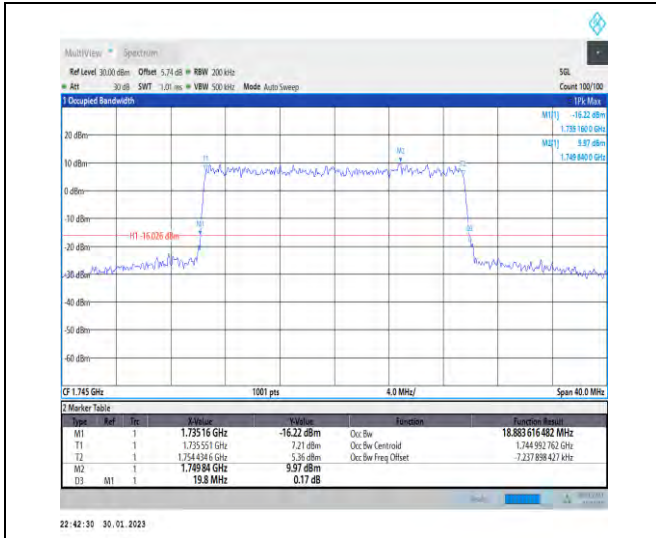 MultiView Spectrum
Ref Level 30.00 dBm Offset 5.74 dB RBW 200 kHz SGL
Att 30 dB SWT 1.01 ms VBW 500 kHz Mode Auto Sweep Count 100/100
1 Occupied Bandwidth 1Pk Max
M1[1] -16.22 dBm
1.735 160 0 GHz
M2[1] 9.97 dBm
1.749 840 0 GHz
20 dBm
M2
T1
T2
10 dBm
0 dBm
-10 dBm
M1
D3
H1 -16.026 dBm
-20 dBm
-30 dBm
-40 dBm
-50 dBm
-60 dBm
CF 1.745 GHz 1001 pts 4.0 MHz/ Span 40.0 MHz
2 Marker Table
Type Ref Trc X-Value Y-Value Function Function Result
M1 1 1.735 16 GHz -16.22 dBm Occ Bw 18.883 616 482 MHz
T1 1 1.735 551 GHz 7.21 dBm Occ Bw Centroid 1.744 992 762 GHz
T2 1 1.754 434 6 GHz 5.36 dBm Occ Bw Freq Offset -7.237 898 427 kHz
M2 1 1.749 84 GHz 9.97 dBm
D3 M1 1 19.8 MHz 0.17 dB
22:42:30 30.01.2023